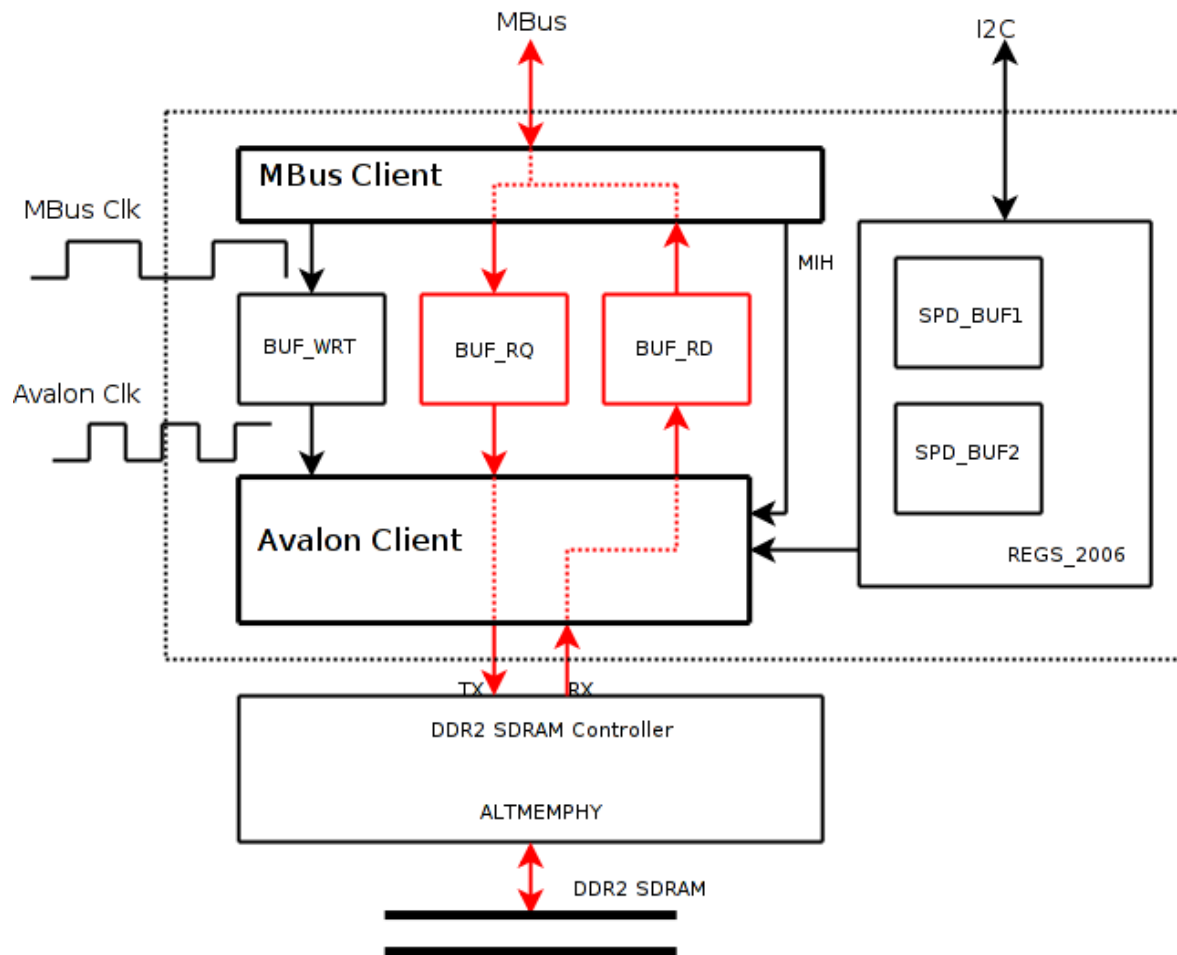 MBus
I2C
MBus Client
MBus Clk
MIH
SPD_BUF1
BUF_WRT
BUF_RQ
BUF_RD
Avalon Clk
SPD_BUF2
Avalon Client
REGS_2006
TX
RX
DDR2 SDRAM Controller
ALTMEMPHY
DDR2 SDRAM